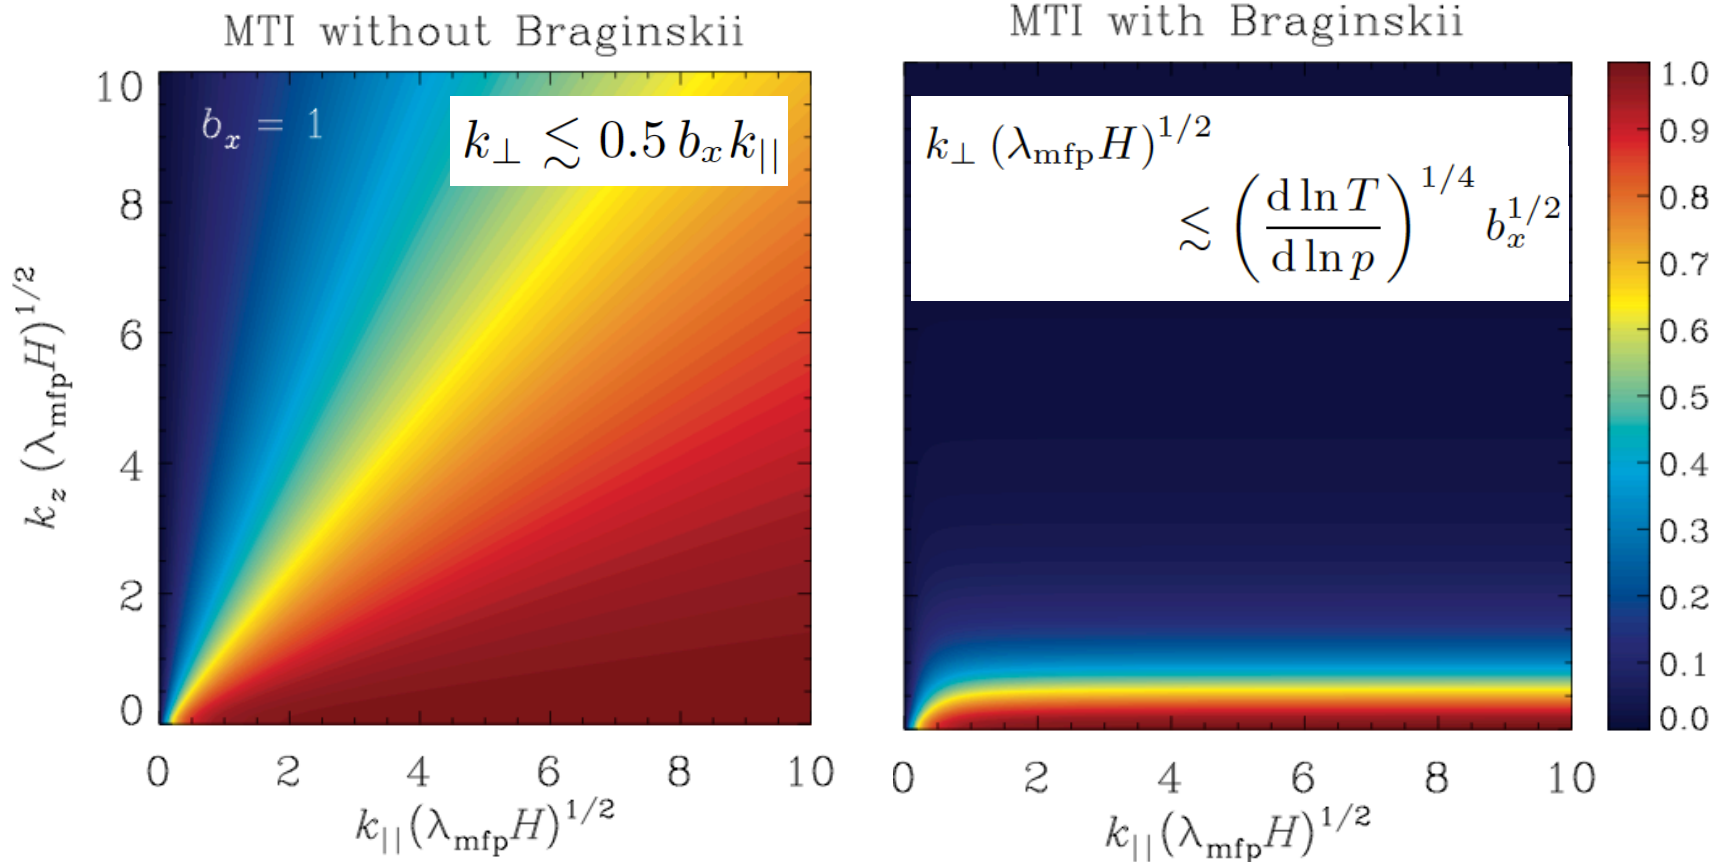 MTI without Braginskii
b_x = 1
k_⊥ ≲ 0.5 b_x k_||
k_z (λ_mfp H)^1/2
10
8
6
4
2
0
0 2 4 6 8 10
k_|| (λ_mfp H)^1/2
MTI with Braginskii
k_⊥ (λ_mfp H)^1/2
≲ (d ln T / d ln p)^1/4 b_x^1/2
0 2 4 6 8 10
k_|| (λ_mfp H)^1/2
1.0
0.9
0.8
0.7
0.6
0.5
0.4
0.3
0.2
0.1
0.0